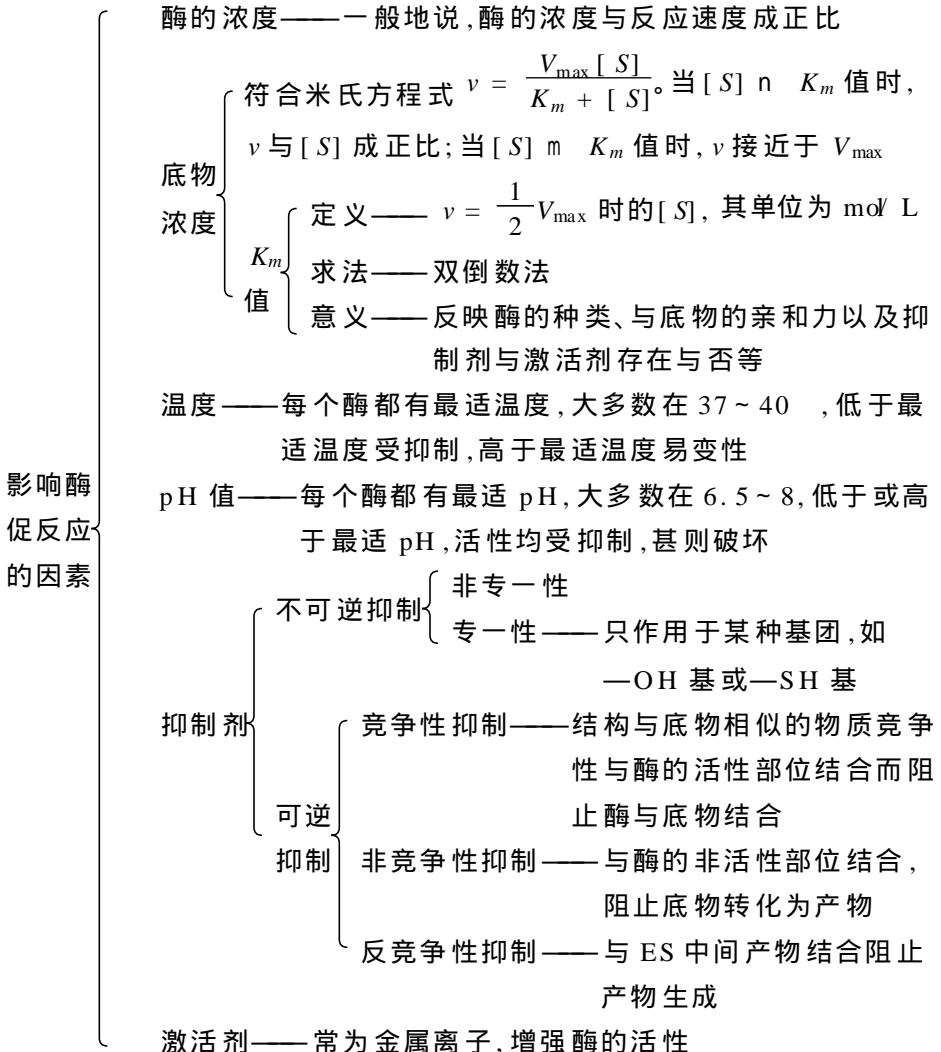 酶的浓度——一般地说,酶的浓度与反应速度成正比
符合米氏方程式 v = Vmax [ S] / Km + [ S]。当[ S] n Km 值时,
v 与[ S] 成正比;当[ S] m Km 值时, v 接近于 Vmax
底物
浓度
Km
值
定义—— v = 1/2 Vmax 时的[ S], 其单位为 mol/ L
求法——双倒数法
意义——反映酶的种类、与底物的亲和力以及抑
制剂与激活剂存在与否等
温度——每个酶都有最适温度,大多数在 37~40 ,低于最
适温度受抑制,高于最适温度易变性
影响酶
促反应
的因素
pH 值——每个酶都有最适 pH,大多数在 6. 5~8,低于或高
于最适 pH,活性均受抑制,甚则破坏
抑制剂
不可逆抑制
非专一性
专一性——只作用于某种基团,如
—OH 基或—SH 基
可逆
抑制
竞争性抑制——结构与底物相似的物质竞争
性与酶的活性部位结合而阻
止酶与底物结合
非竞争性抑制——与酶的非活性部位结合,
阻止底物转化为产物
反竞争性抑制——与 ES 中间产物结合阻止
产物生成
激活剂——常为金属离子,增强酶的活性